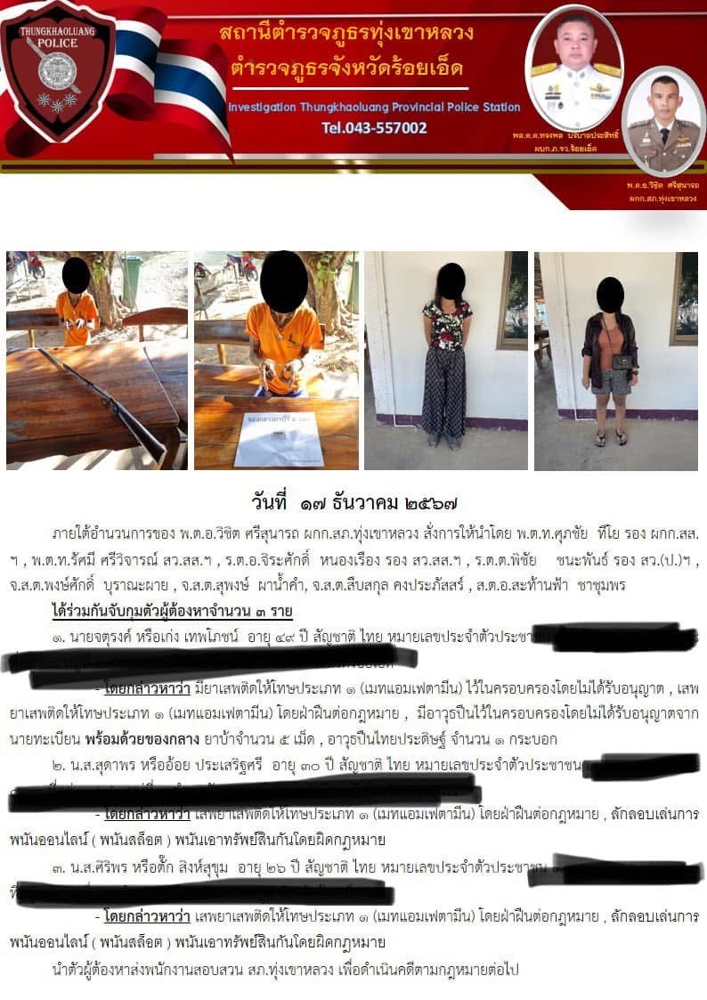 THUNGKHAOLUANG
POLICE
สถานีตำรวจภูธรทุ่งเขาหลวง
ตำรวจภูธรจังหวัดร้อยเอ็ด
Investigation Thungkhaoluang Provincial Police Station
Tel.043-557002
พล.ต.ต.ทรงพล บริบาลประสิทธิ์
ผบก.ภ.จว.ร้อยเอ็ด
พ.ต.อ.วิชิต ศรีสุนารถ
ผกก.สภ.ทุ่งเขาหลวง
ของกลางยาบ้า ๕ เม็ด
วันที่ ๑๗ ธันวาคม ๒๕๖๗
ภายใต้อำนวนการของ พ.ต.อ.วิชิต ศรีสุนารถ ผกก.สภ.ทุ่งเขาหลวง สั่งการให้นำโดย พ.ต.ท.ศุภชัย ทีโย รอง ผกก.สส.
ฯ , พ.ต.ท.รัศมี ศรีวิจารณ์ สว.สส.ฯ , ร.ต.อ.จิระศักดิ์ หนองเรือง รอง สว.สส.ฯ , ร.ต.ต.พิชัย ชนะพันธ์ รอง สว.(ป.)ฯ ,
จ.ส.ต.พงษ์ศักดิ์ บุราณะผาย , จ.ส.ต.สุพงษ์ ผาน้ำคำ, จ.ส.ต.สืบสกุล คงประภัสสร์ , ส.ต.อ.สะท้านฟ้า ชาชุมพร
ได้ร่วมกันจับกุมตัวผู้ต้องหาจำนวน ๓ ราย
๑. นายจตุรงค์ หรือเก่ง เทพโภชน์ อายุ ๔๙ ปี สัญชาติ ไทย หมายเลขประจำตัวประชาชน
- โดยกล่าวหาว่า มียาเสพติดให้โทษประเภท ๑ (เมทแอมเฟตามีน) ไว้ในครอบครองโดยไม่ได้รับอนุญาต , เสพ
ยาเสพติดให้โทษประเภท ๑ (เมทแอมเฟตามีน) โดยฝ่าฝืนต่อกฎหมาย , มีอาวุธปืนไว้ในครอบครองโดยไม่ได้รับอนุญาตจาก
นายทะเบียน พร้อมด้วยของกลาง ยาบ้าจำนวน ๕ เม็ด , อาวุธปืนไทยประดิษฐ์ จำนวน ๑ กระบอก
๒. น.ส.สุดาพร หรืออ้อย ประเสริฐศรี อายุ ๓๐ ปี สัญชาติ ไทย หมายเลขประจำตัวประชาชน
- โดยกล่าวหาว่า เสพยาเสพติดให้โทษประเภท ๑ (เมทแอมเฟตามีน) โดยฝ่าฝืนต่อกฎหมาย , ลักลอบเล่นการ
พนันออนไลน์ ( พนันสล็อต ) พนันเอาทรัพย์สินกันโดยผิดกฎหมาย
๓. น.ส.ศิริพร หรือตั๊ก สิงห์สุขุม อายุ ๒๖ ปี สัญชาติ ไทย หมายเลขประจำตัวประชาชน
ที่
- โดยกล่าวหาว่า เสพยาเสพติดให้โทษประเภท ๑ (เมทแอมเฟตามีน) โดยฝ่าฝืนต่อกฎหมาย , ลักลอบเล่นการ
พนันออนไลน์ ( พนันสล็อต ) พนันเอาทรัพย์สินกันโดยผิดกฎหมาย
นำตัวผู้ต้องหาส่งพนักงานสอบสวน สภ.ทุ่งเขาหลวง เพื่อดำเนินคดีตามกฎหมายต่อไป